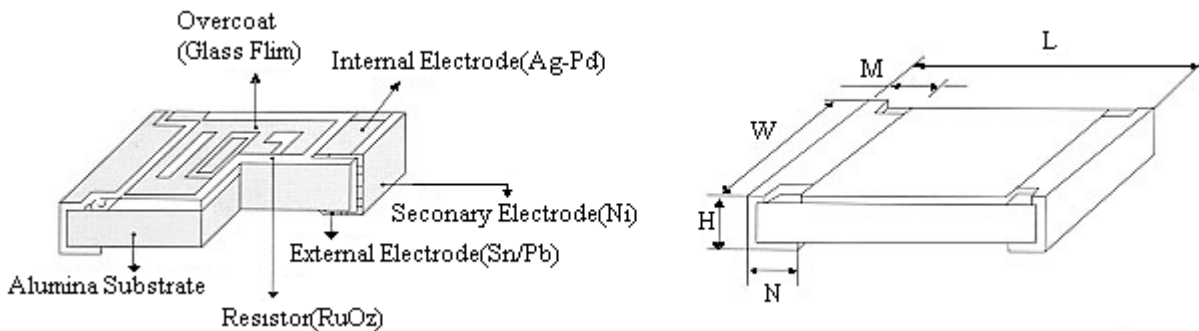 Overcoat
(Glass Flim)
Internal Electrode(Ag-Pd)
Seconary Electrode(Ni)
External Electrode(Sn/Pb)
Alumina Substrate
Resistor(RuOz)
L
M
W
H
N